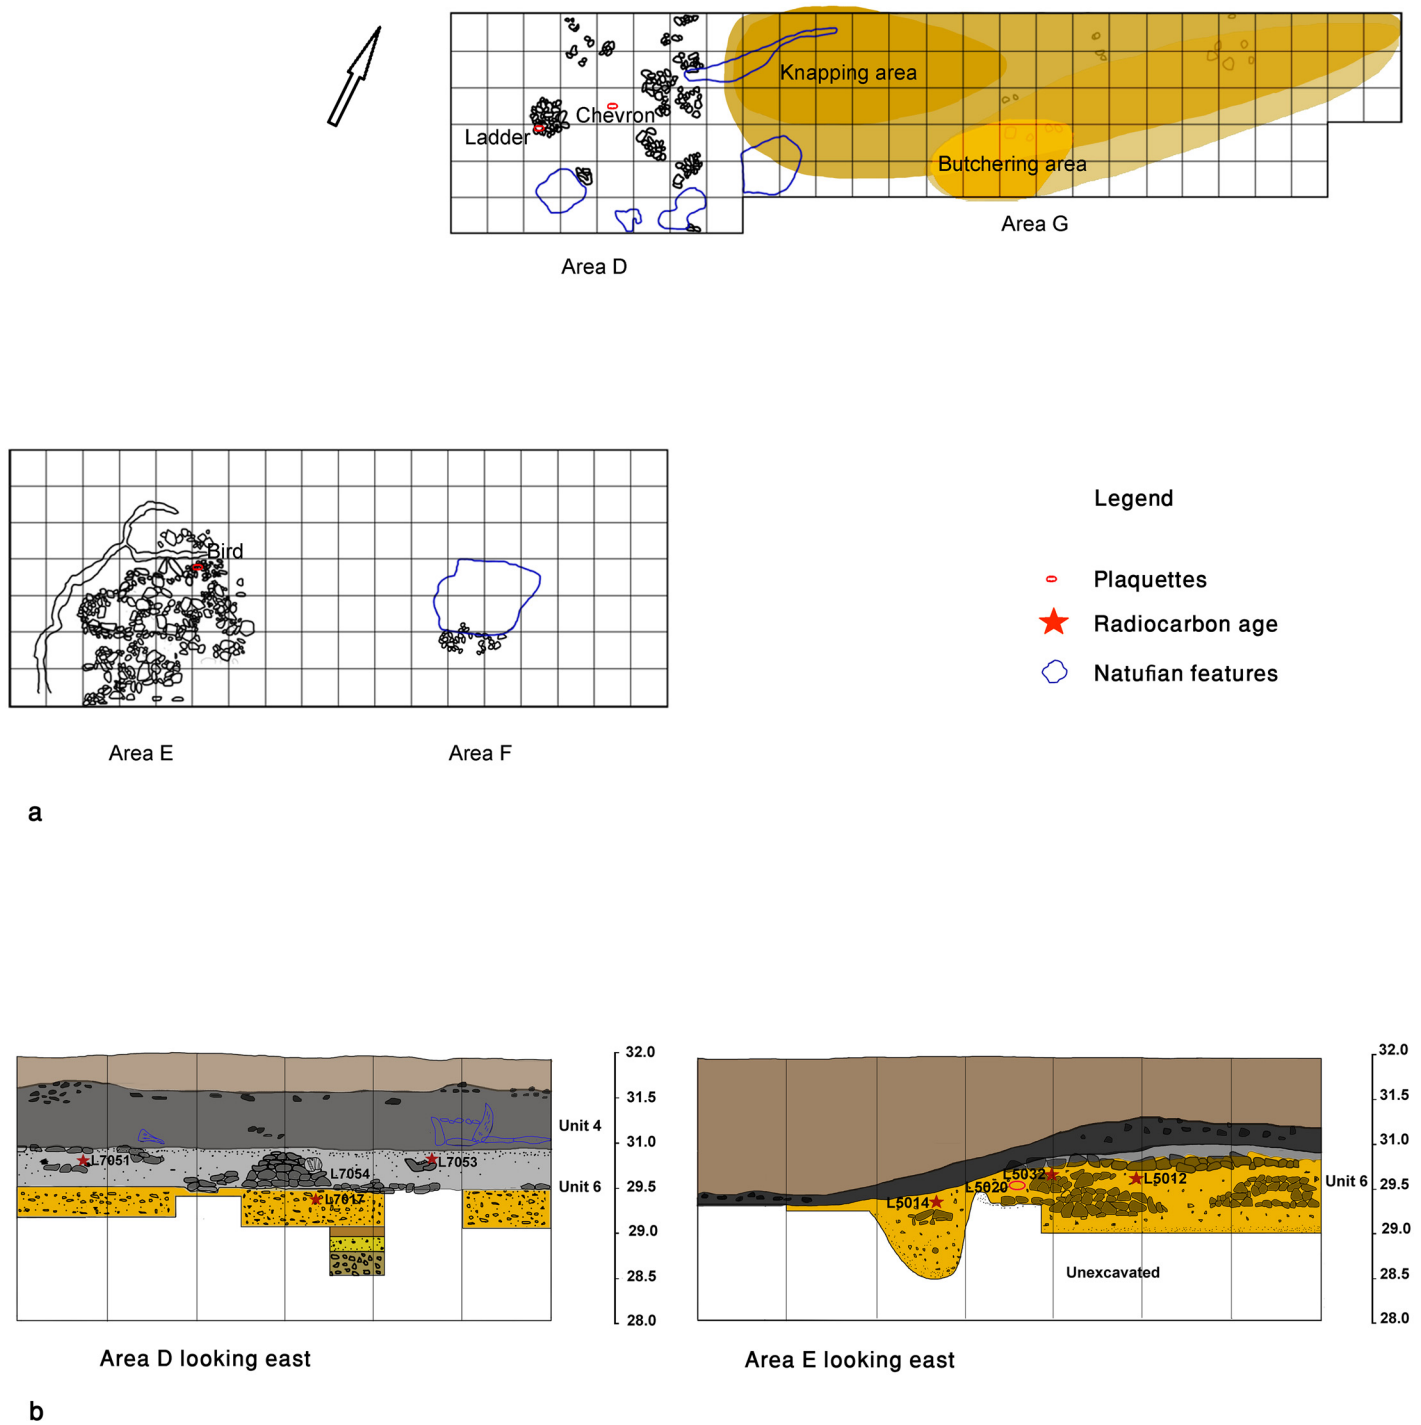 Knapping area
Chevron
Ladder
Butchering area
Area G
Area D
Bird
Legend
Plaquettes
Radiocarbon age
Natufian features
Area E
Area F
a
32.0
31.5
Unit 4
31.0
L7051
L7053
L7054
Unit 6
29.5
L7017
29.0
28.5
28.0
32.0
31.5
31.0
L5032
L5012
Unit 6
L5020
29.5
L5014
29.0
Unexcavated
28.5
28.0
Area D looking east
Area E looking east
b